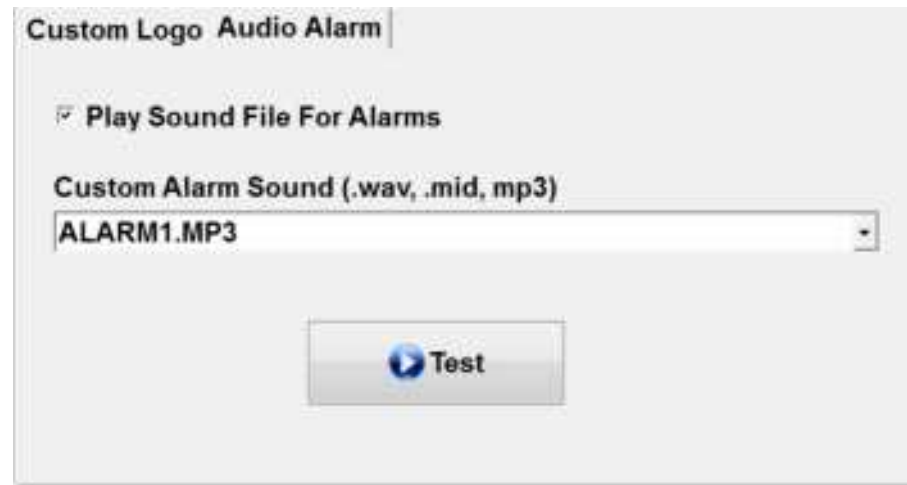 Custom Logo Audio Alarm
Play Sound File For Alarms
Custom Alarm Sound (.wav, .mid, mp3)
ALARM1.MP3
Test